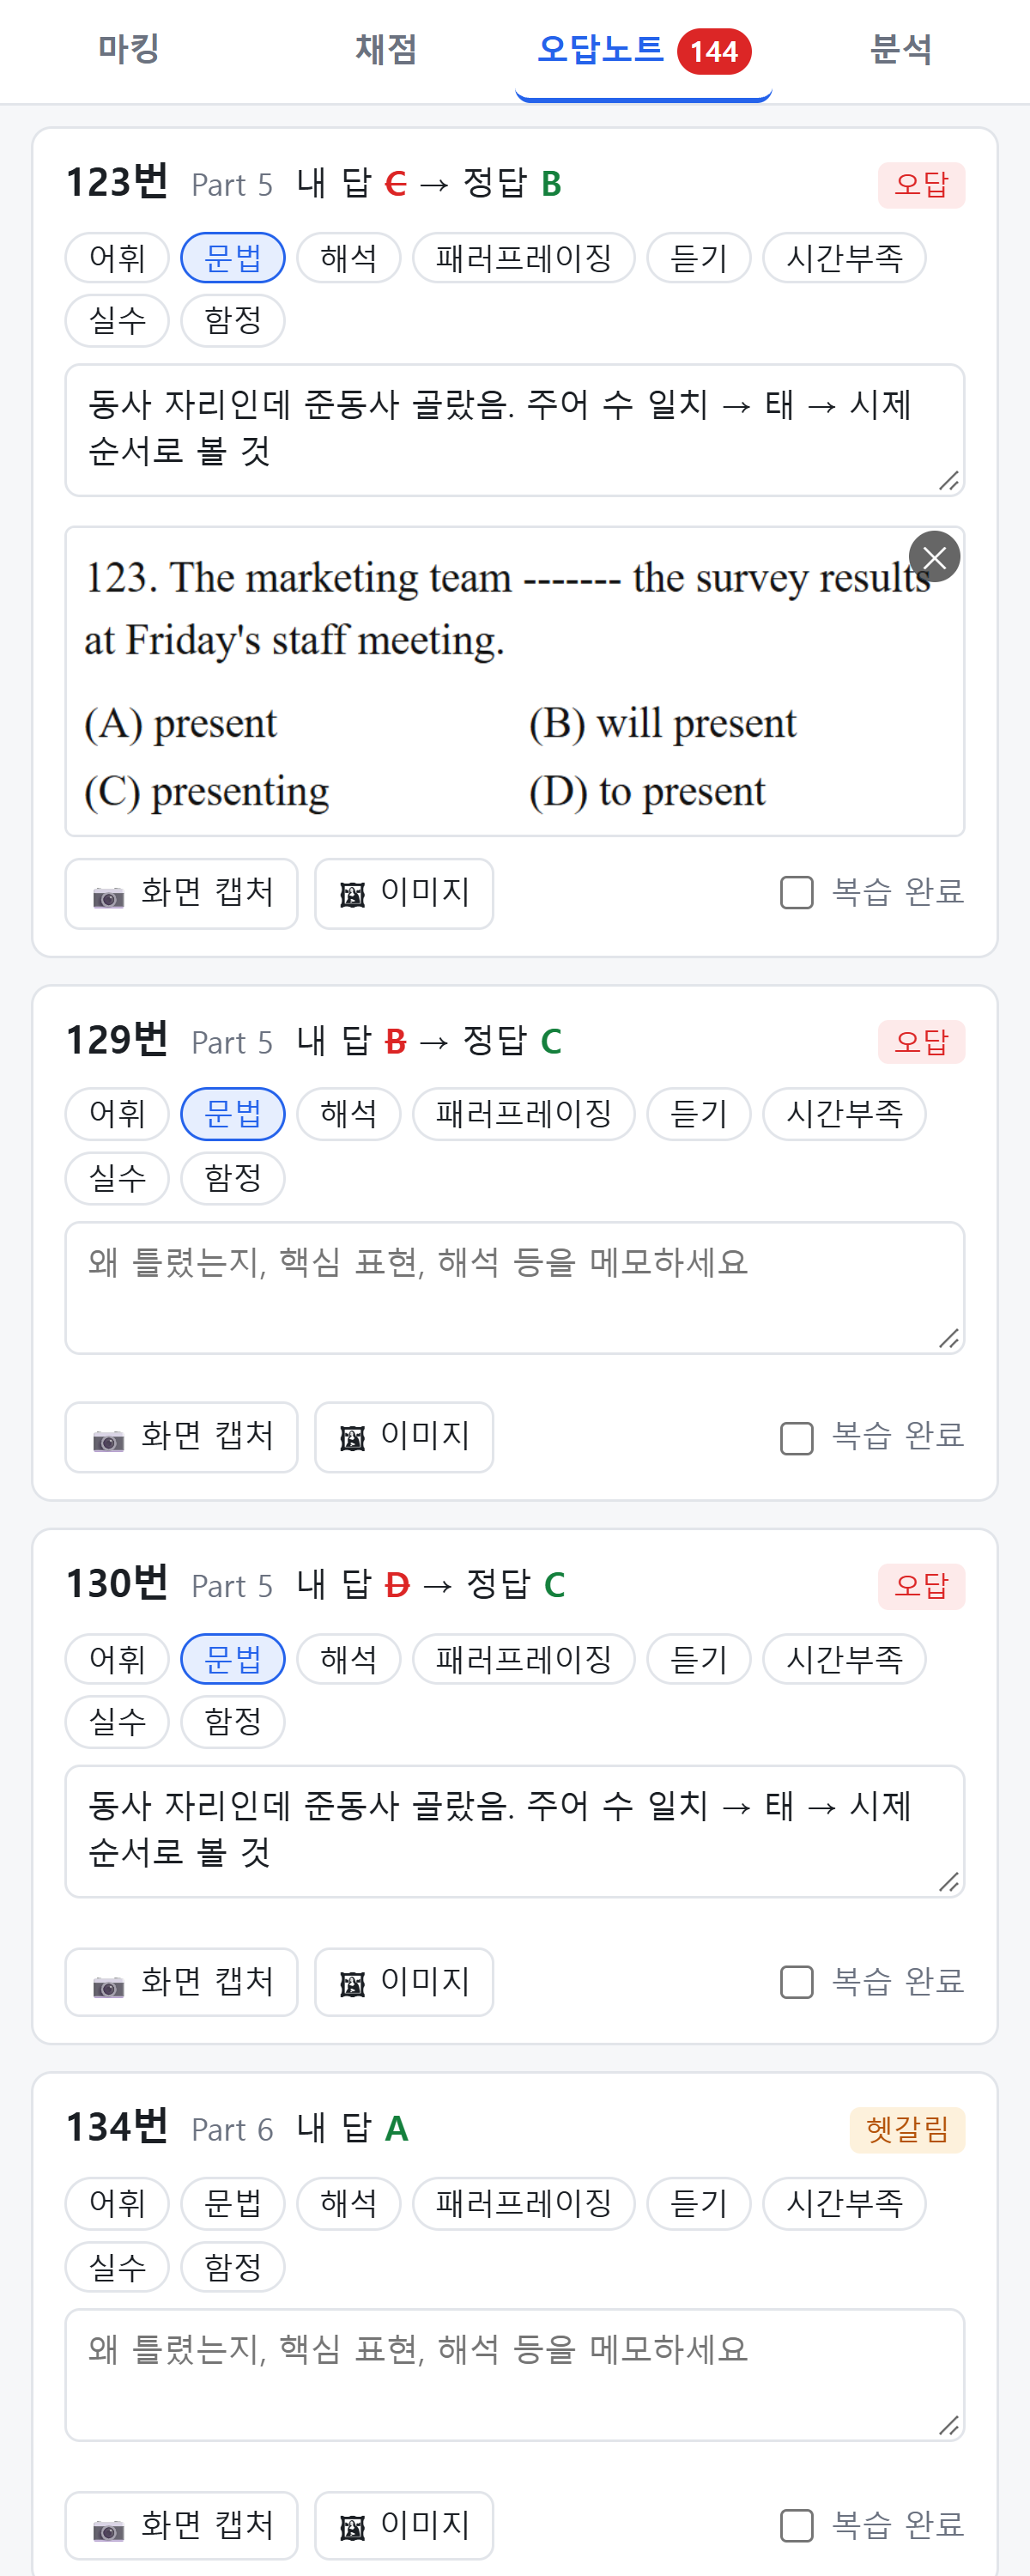 마킹 채점 오답노트 144 분석
123번 Part 5 내 답 C → 정답 B 오답
어휘 문법 해석 패러프레이징 듣기 시간부족
실수 함정
동사 자리인데 준동사 골랐음. 주어 수 일치 → 태 → 시제
순서로 볼 것
123. The marketing team ------- the survey results
at Friday's staff meeting.
(A) present (B) will present
(C) presenting (D) to present
화면 캡처 이미지 복습 완료
129번 Part 5 내 답 B → 정답 C 오답
어휘 문법 해석 패러프레이징 듣기 시간부족
실수 함정
왜 틀렸는지, 핵심 표현, 해석 등을 메모하세요
화면 캡처 이미지 복습 완료
130번 Part 5 내 답 D → 정답 C 오답
어휘 문법 해석 패러프레이징 듣기 시간부족
실수 함정
동사 자리인데 준동사 골랐음. 주어 수 일치 → 태 → 시제
순서로 볼 것
화면 캡처 이미지 복습 완료
134번 Part 6 내 답 A 헷갈림
어휘 문법 해석 패러프레이징 듣기 시간부족
실수 함정
왜 틀렸는지, 핵심 표현, 해석 등을 메모하세요
화면 캡처 이미지 복습 완료